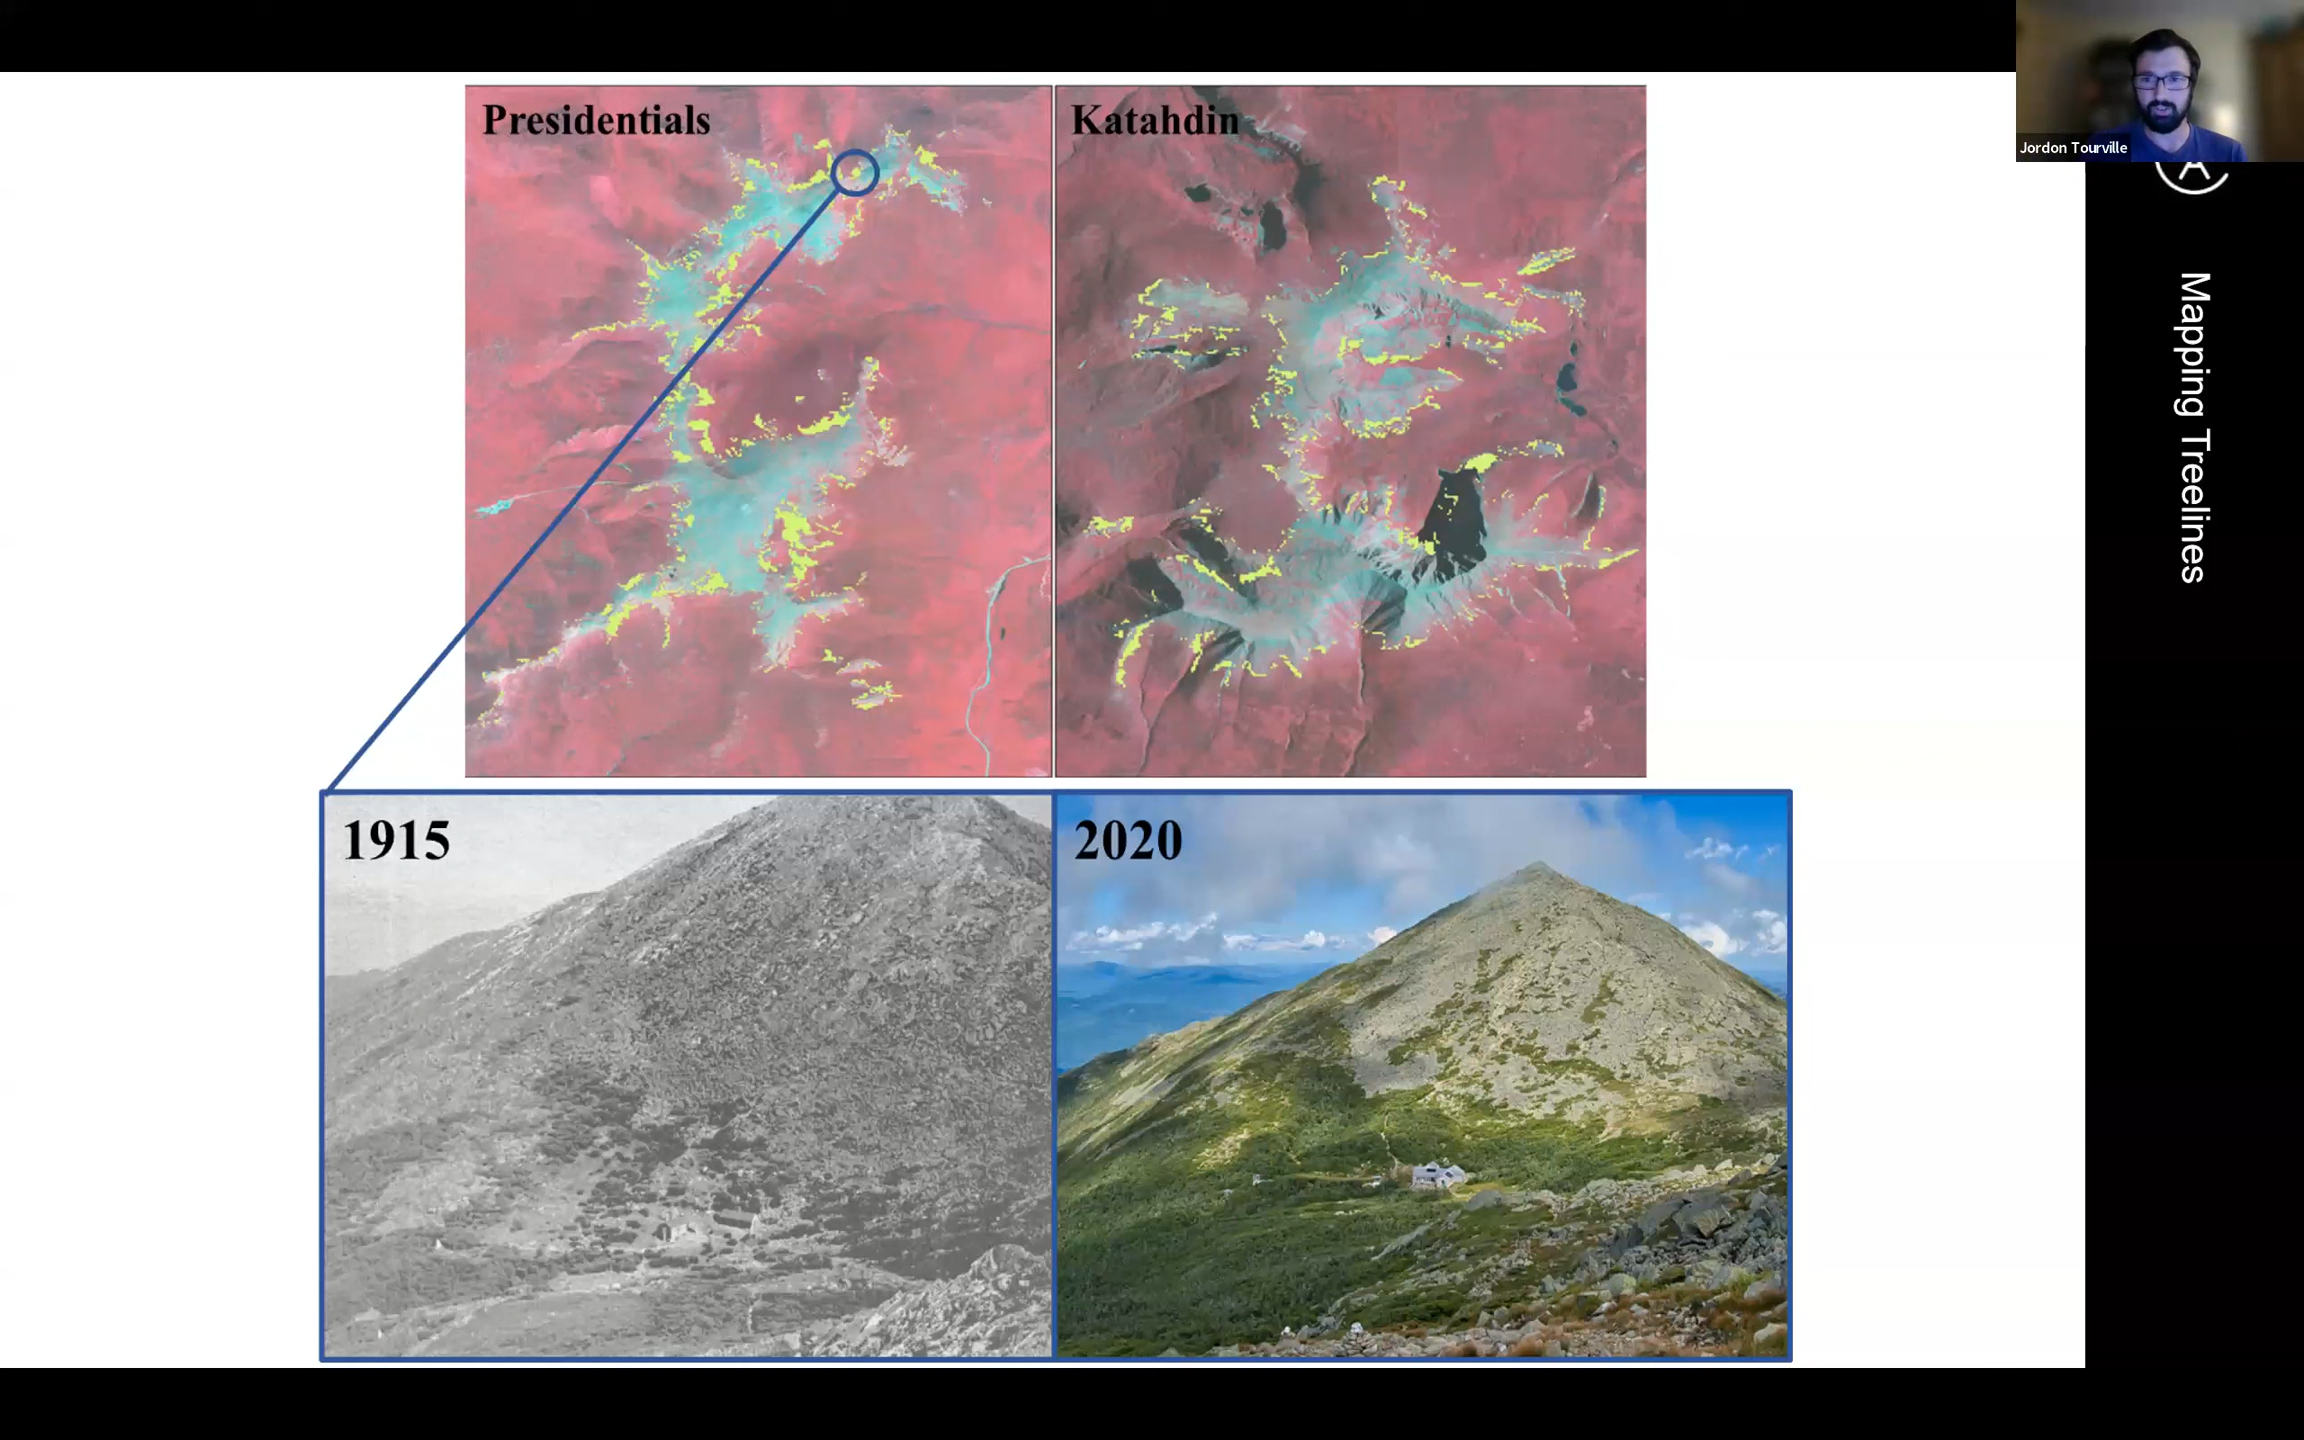 Presidentials
Katahdin
Jordon Tourville
Mapping Treelines
1915
2020